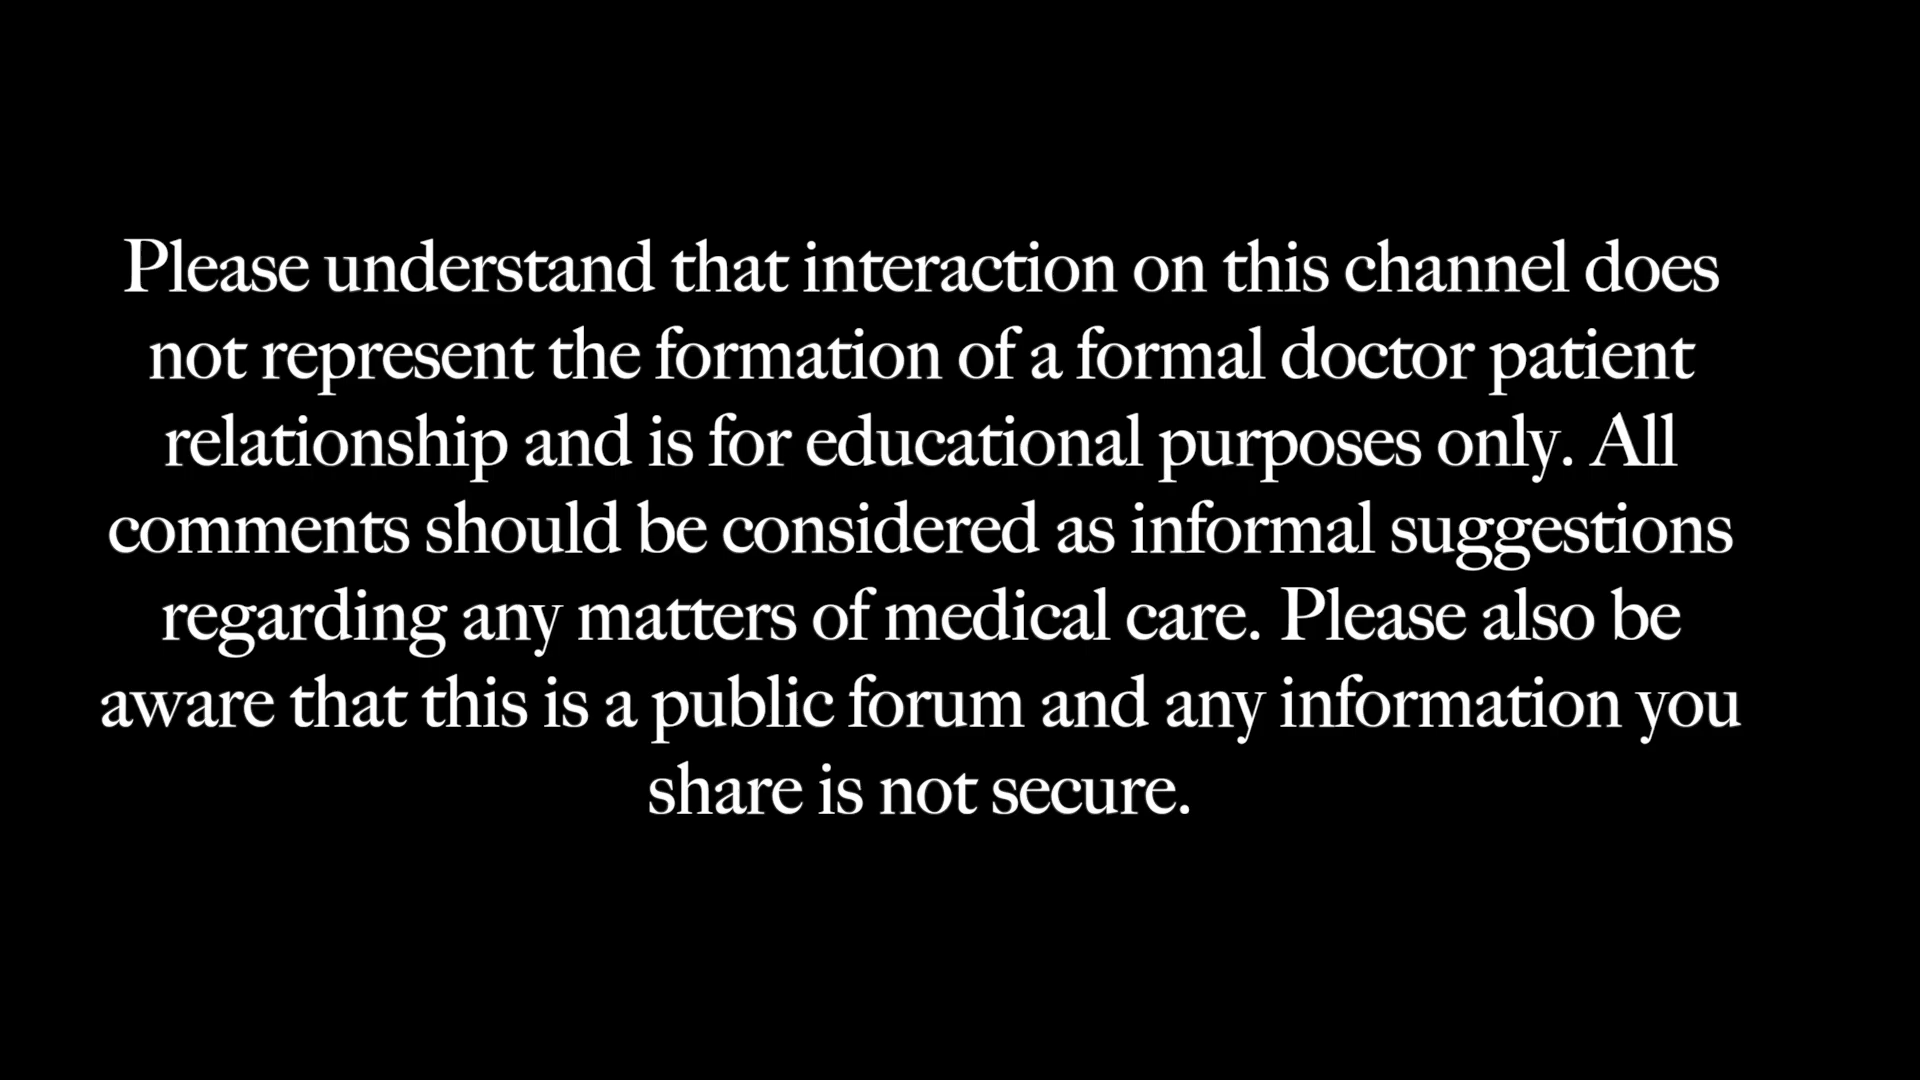 Please understand that interaction on this channel does
not represent the formation of a formal doctor patient
relationship and is for educational purposes only. All
comments should be considered as informal suggestions
regarding any matters of medical care. Please also be
aware that this is a public forum and any information you
share is not secure.